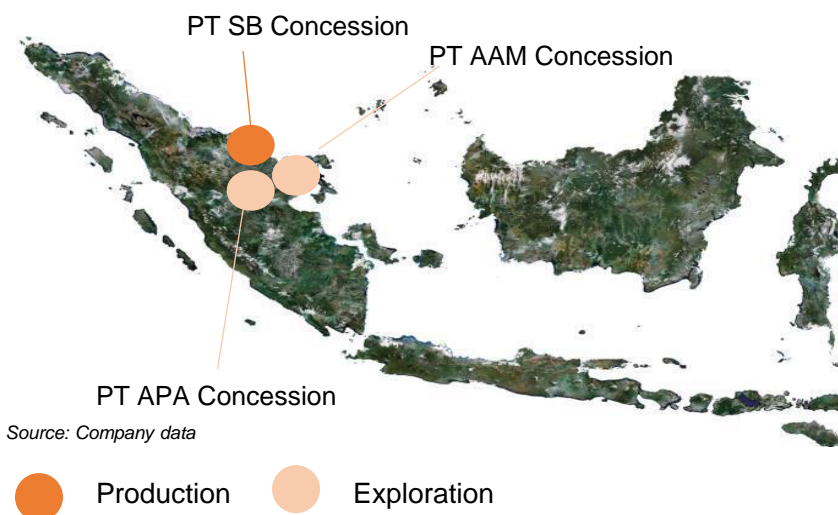 PT SB Concession
PT AAM Concession
PT APA Concession
Source: Company data
Production
Exploration